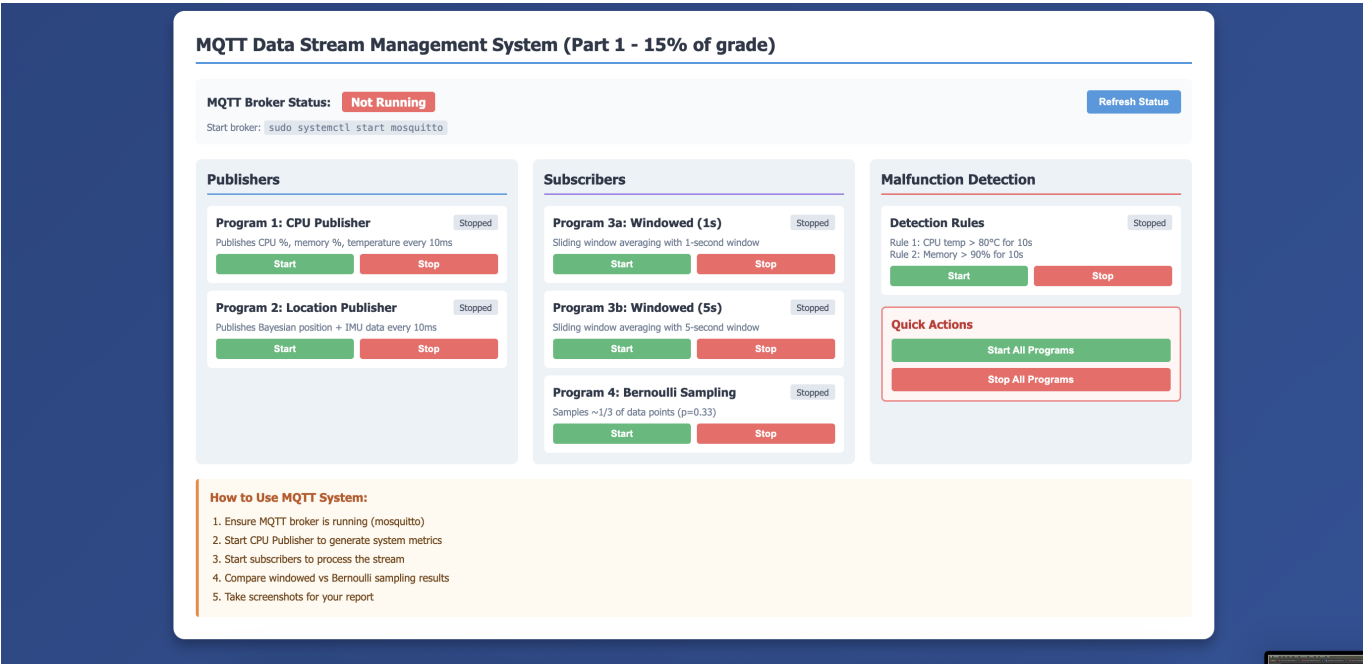 MQTT Data Stream Management System (Part 1 - 15% of grade)
MQTT Broker Status: Not Running
Refresh Status
Start broker: sudo systemctl start mosquitto
Publishers
Program 1: CPU Publisher Stopped
Publishes CPU %, memory %, temperature every 10ms
Start Stop
Program 2: Location Publisher Stopped
Publishes Bayesian position + IMU data every 10ms
Start Stop
Subscribers
Program 3a: Windowed (1s) Stopped
Sliding window averaging with 1-second window
Start Stop
Program 3b: Windowed (5s) Stopped
Sliding window averaging with 5-second window
Start Stop
Program 4: Bernoulli Sampling Stopped
Samples ~1/3 of data points (p=0.33)
Start Stop
Malfunction Detection
Detection Rules Stopped
Rule 1: CPU temp > 80°C for 10s
Rule 2: Memory > 90% for 10s
Start Stop
Quick Actions
Start All Programs
Stop All Programs
How to Use MQTT System:
1. Ensure MQTT broker is running (mosquitto)
2. Start CPU Publisher to generate system metrics
3. Start subscribers to process the stream
4. Compare windowed vs Bernoulli sampling results
5. Take screenshots for your report